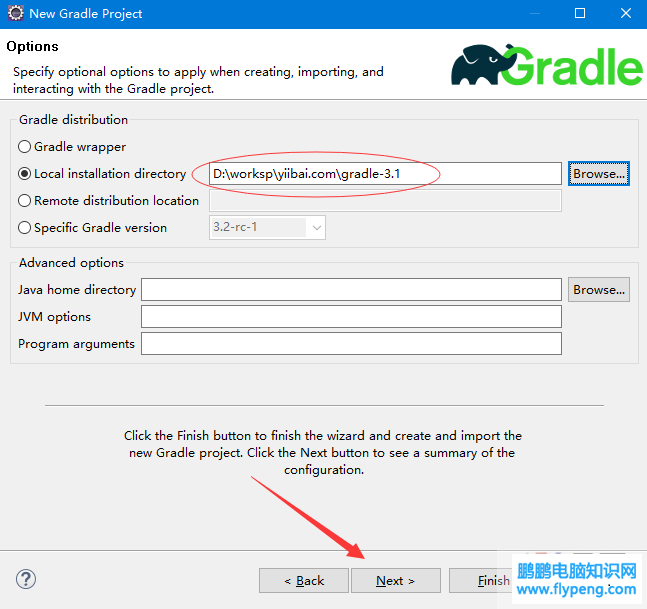 New Gradle Project
Options
Specify optional options to apply when creating, importing, and
interacting with the Gradle project.
Gradle
Gradle distribution
Gradle wrapper
Local installation directory D:\worksp\yiibai.com\gradle-3.1 Browse...
Remote distribution location
Specific Gradle version 3.2-rc-1
Advanced options
Java home directory Browse...
JVM options
Program arguments
Click the Finish button to finish the wizard and create and import the
new Gradle project. Click the Next button to see a summary of the
configuration.
? < Back Next > Finish
鹏鹏电脑知识网
www.flypeng.com